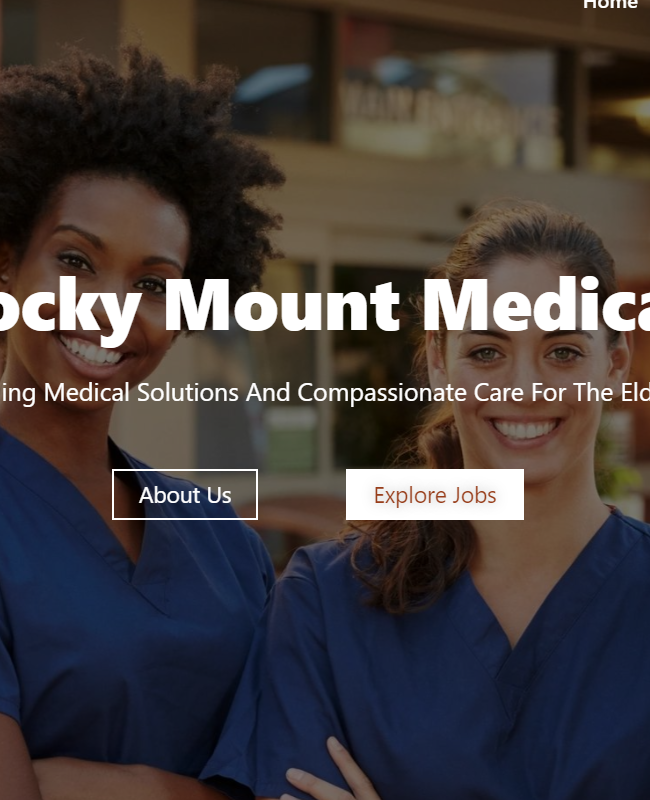 Home
ocky Mount Medica
ing Medical Solutions And Compassionate Care For The Eld
About Us
Explore Jobs